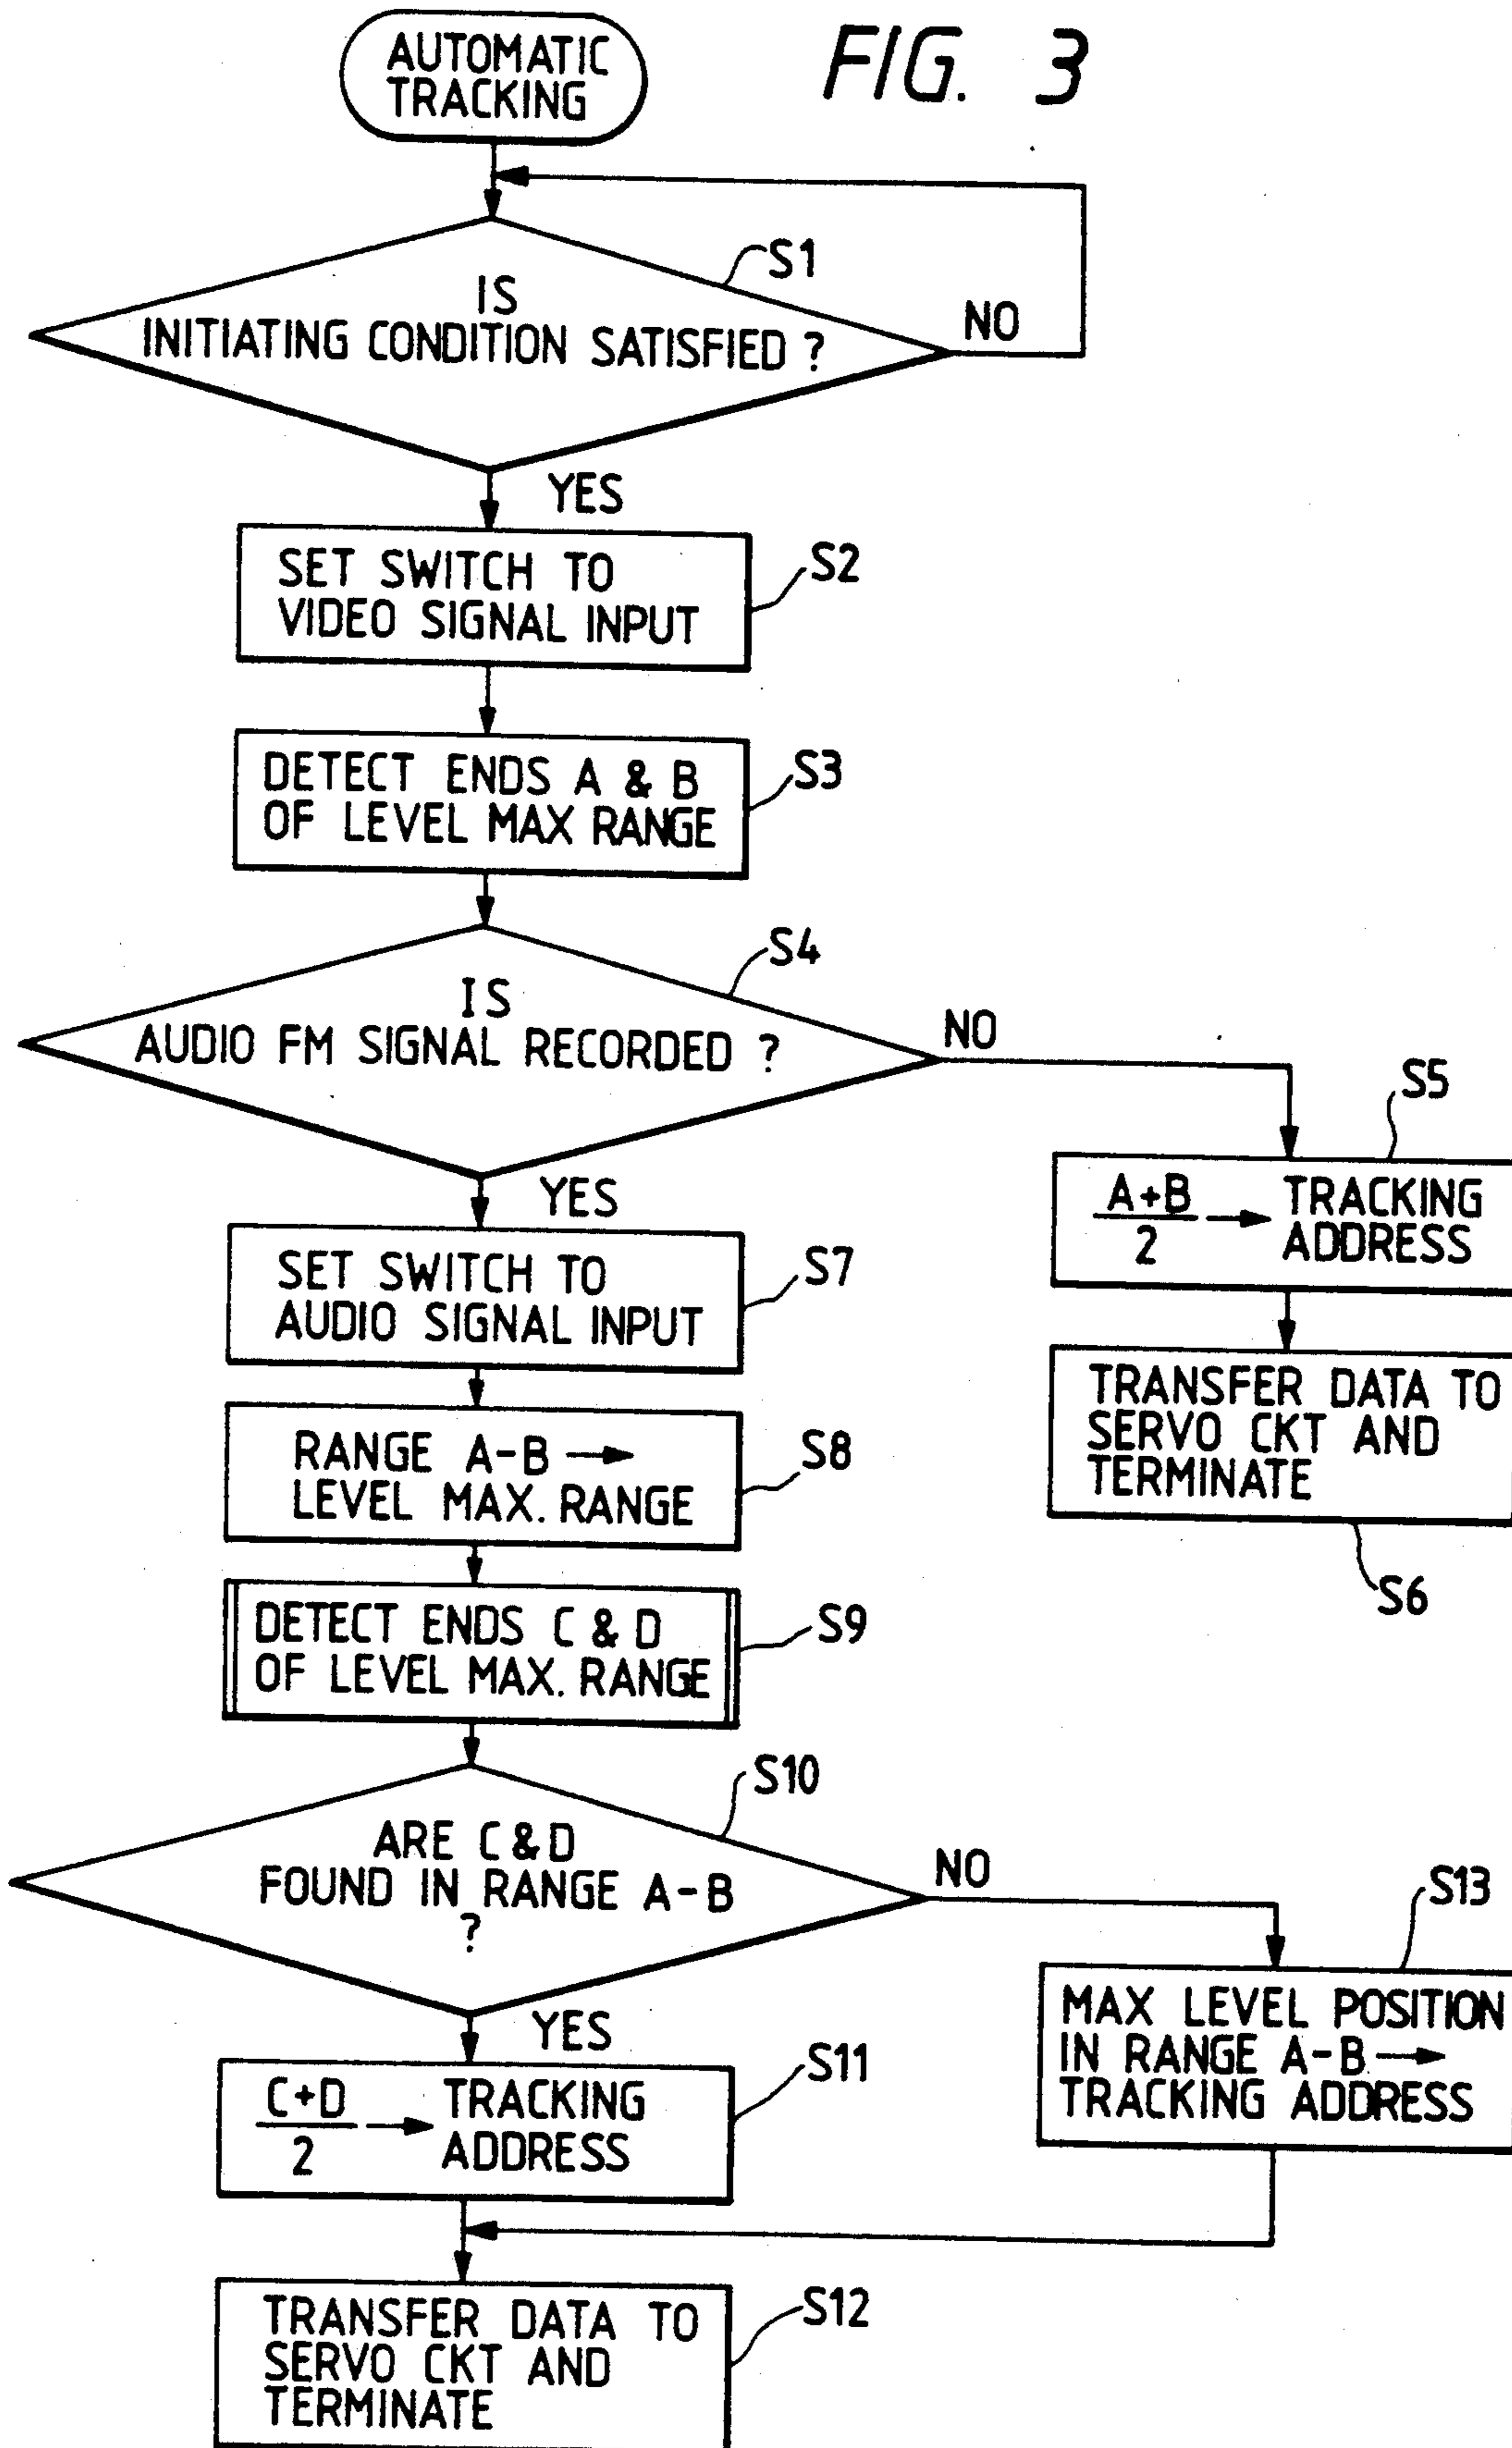 AUTOMATIC
TRACKING
FIG. 3
S1
IS
INITIATING CONDITION SATISFIED ?
NO
YES
S2
SET SWITCH TO
VIDEO SIGNAL INPUT
S3
DETECT ENDS A & B
OF LEVEL MAX RANGE
S4
IS
AUDIO FM SIGNAL RECORDED ?
NO
YES
S5
A+B
2
→ TRACKING
ADDRESS
TRANSFER DATA TO
SERVO CKT AND
TERMINATE
S6
S7
SET SWITCH TO
AUDIO SIGNAL INPUT
S8
RANGE A-B →
LEVEL MAX. RANGE
S9
DETECT ENDS C & D
OF LEVEL MAX. RANGE
S10
ARE C & D
FOUND IN RANGE A-B
?
NO
YES
S13
MAX LEVEL POSITION
IN RANGE A-B →
TRACKING ADDRESS
S11
C+D
2
→ TRACKING
ADDRESS
S12
TRANSFER DATA TO
SERVO CKT AND
TERMINATE